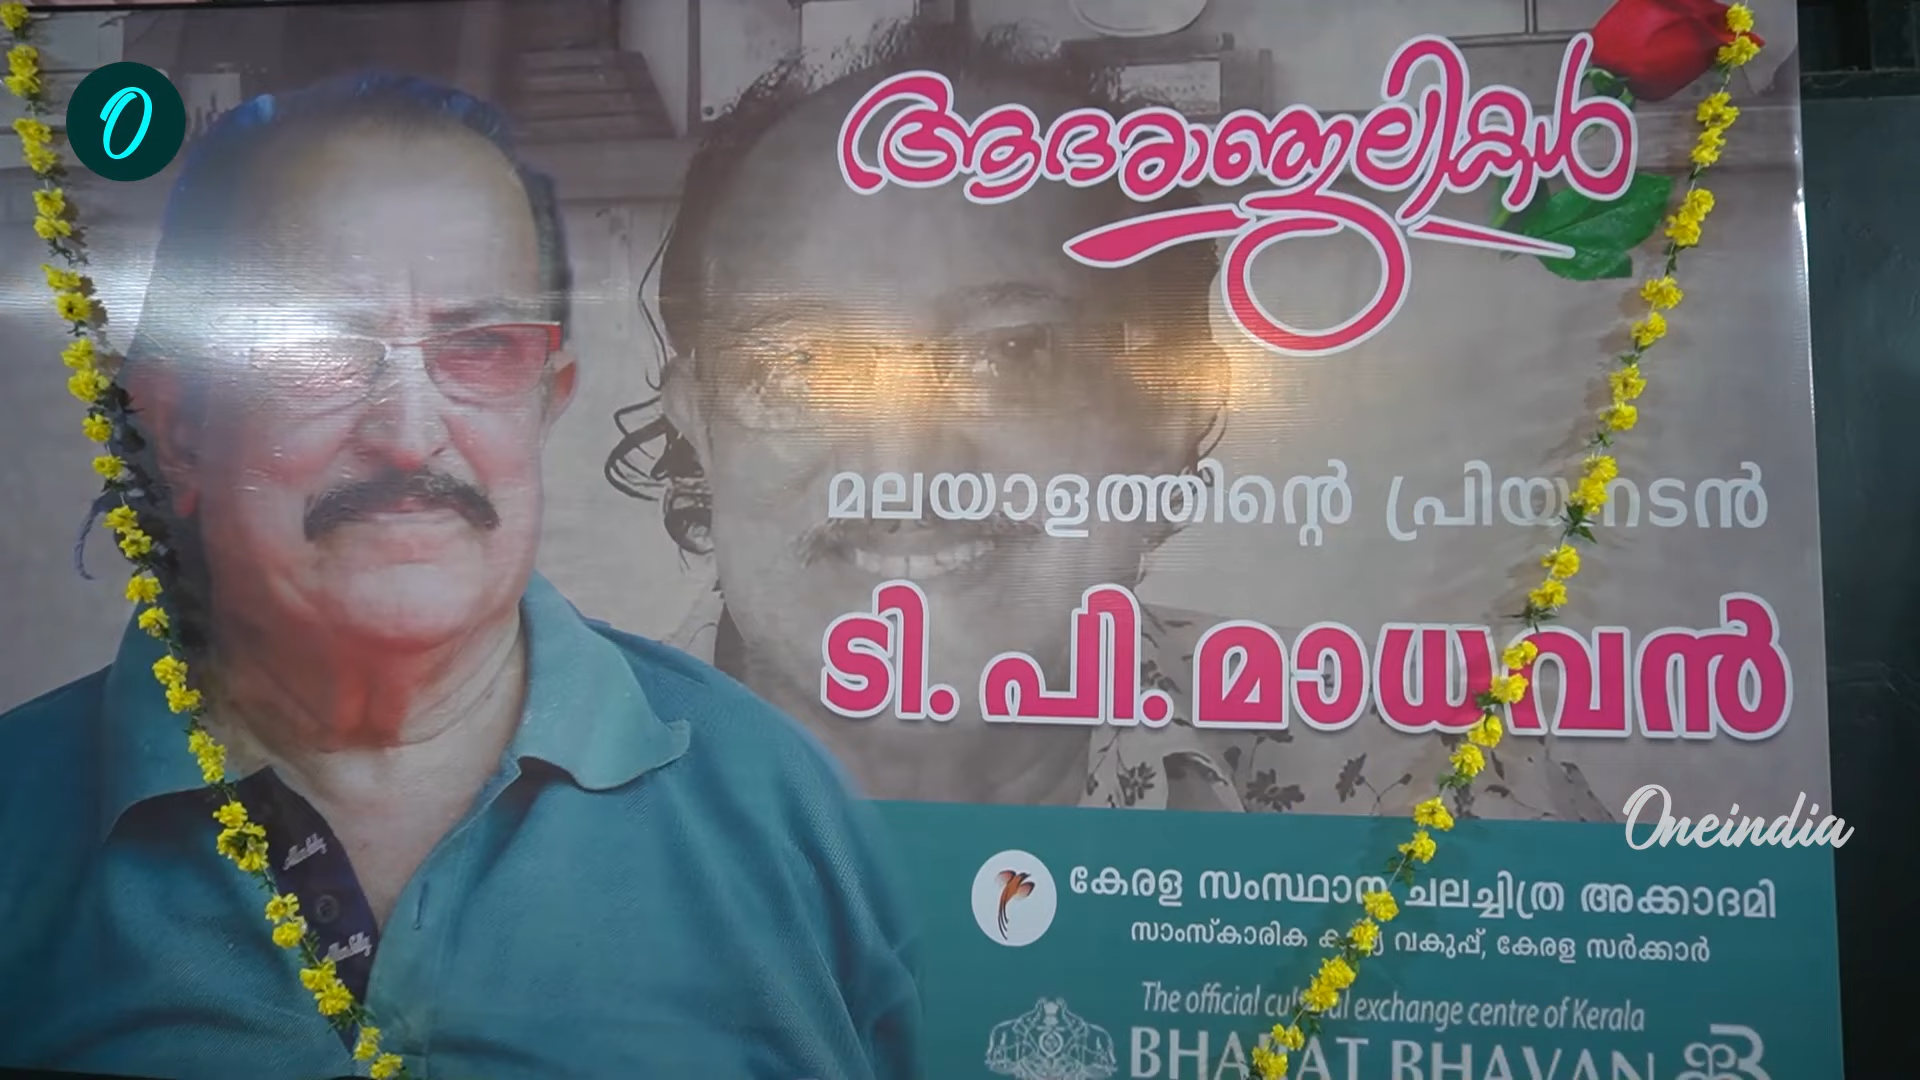 ആദരാഞ്ജലികൾ
മലയാളത്തിന്റെ പ്രിയനടൻ
ടി. പി. മാധവൻ
Oneindia
കേരള സംസ്ഥാന ചലച്ചിത്ര അക്കാദമി
സാംസ്കാരിക കാര്യ വകുപ്പ്, കേരള സർക്കാർ
The official cultural exchange centre of Kerala
BHARAT BHAVAN